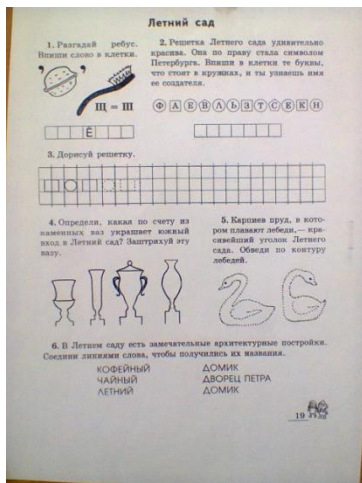 Летний сад
1. Разгадай ребус.
Впиши слово в клетки.
,
,
Щ = Ш
Ё
2. Решетка Летнего сада удивительно
красива. Она по праву стала символом
Петербурга. Впиши в клетки те буквы,
что стоят в кружках, и ты узнаешь имя
ее создателя.
Ф А Е В Л Ь З Т С Е К Н
3. Дорисуй решетку.
4. Определи, какая по счету из
каменных ваз украшает южный
вход в Летний сад? Заштрихуй эту
вазу.
5. Карпиев пруд, в кото-
ром плавают лебеди,— кра-
сивейший уголок Летнего
сада. Обведи по контуру
лебедей.
6. В Летнем саду есть замечательные архитектурные постройки.
Соедини линиями слова, чтобы получились их названия.
КОФЕЙНЫЙ ДОМИК
ЧАЙНЫЙ ДВОРЕЦ ПЕТРА
ЛЕТНИЙ ДОМИК
19